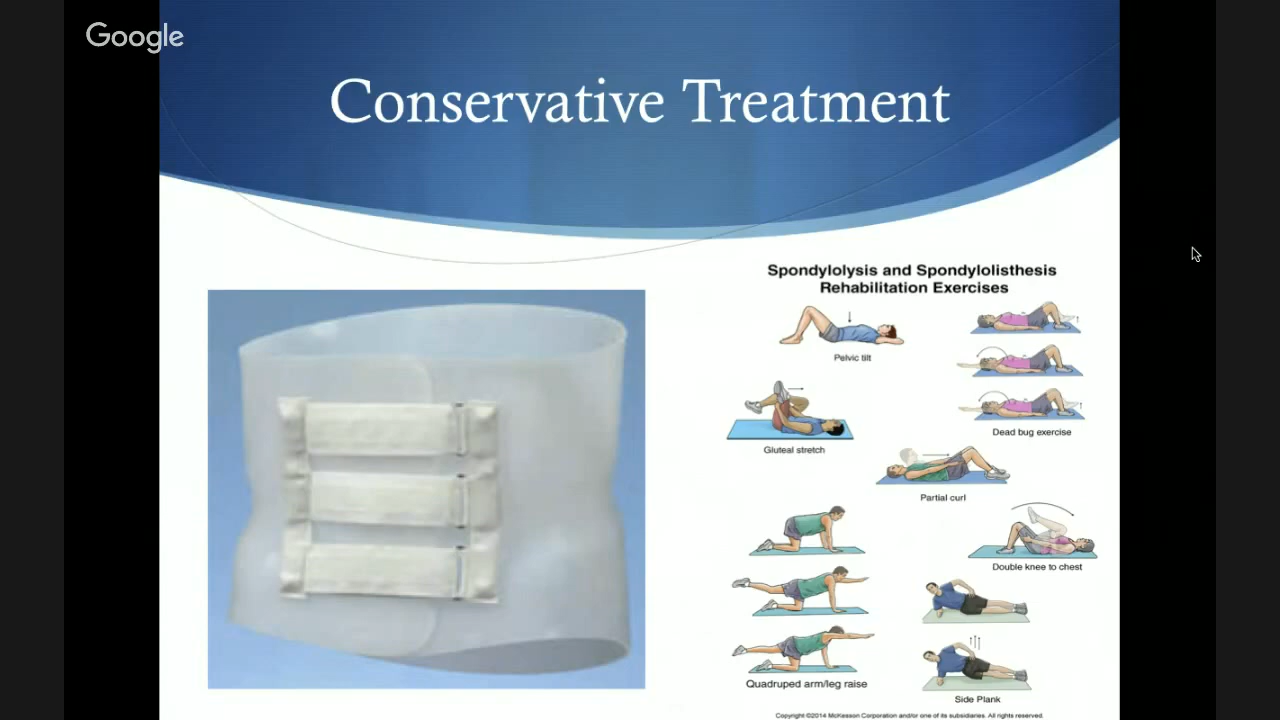 Google
Conservative Treatment
Spondylolysis and Spondylolisthesis
Rehabilitation Exercises
Pelvic tilt
Dead bug exercise
Gluteal stretch
Partial curl
Double knee to chest
Quadruped arm/leg raise
Side Plank
Copyright ©2014 McKesson Corporation and/or one of its subsidiaries. All rights reserved.